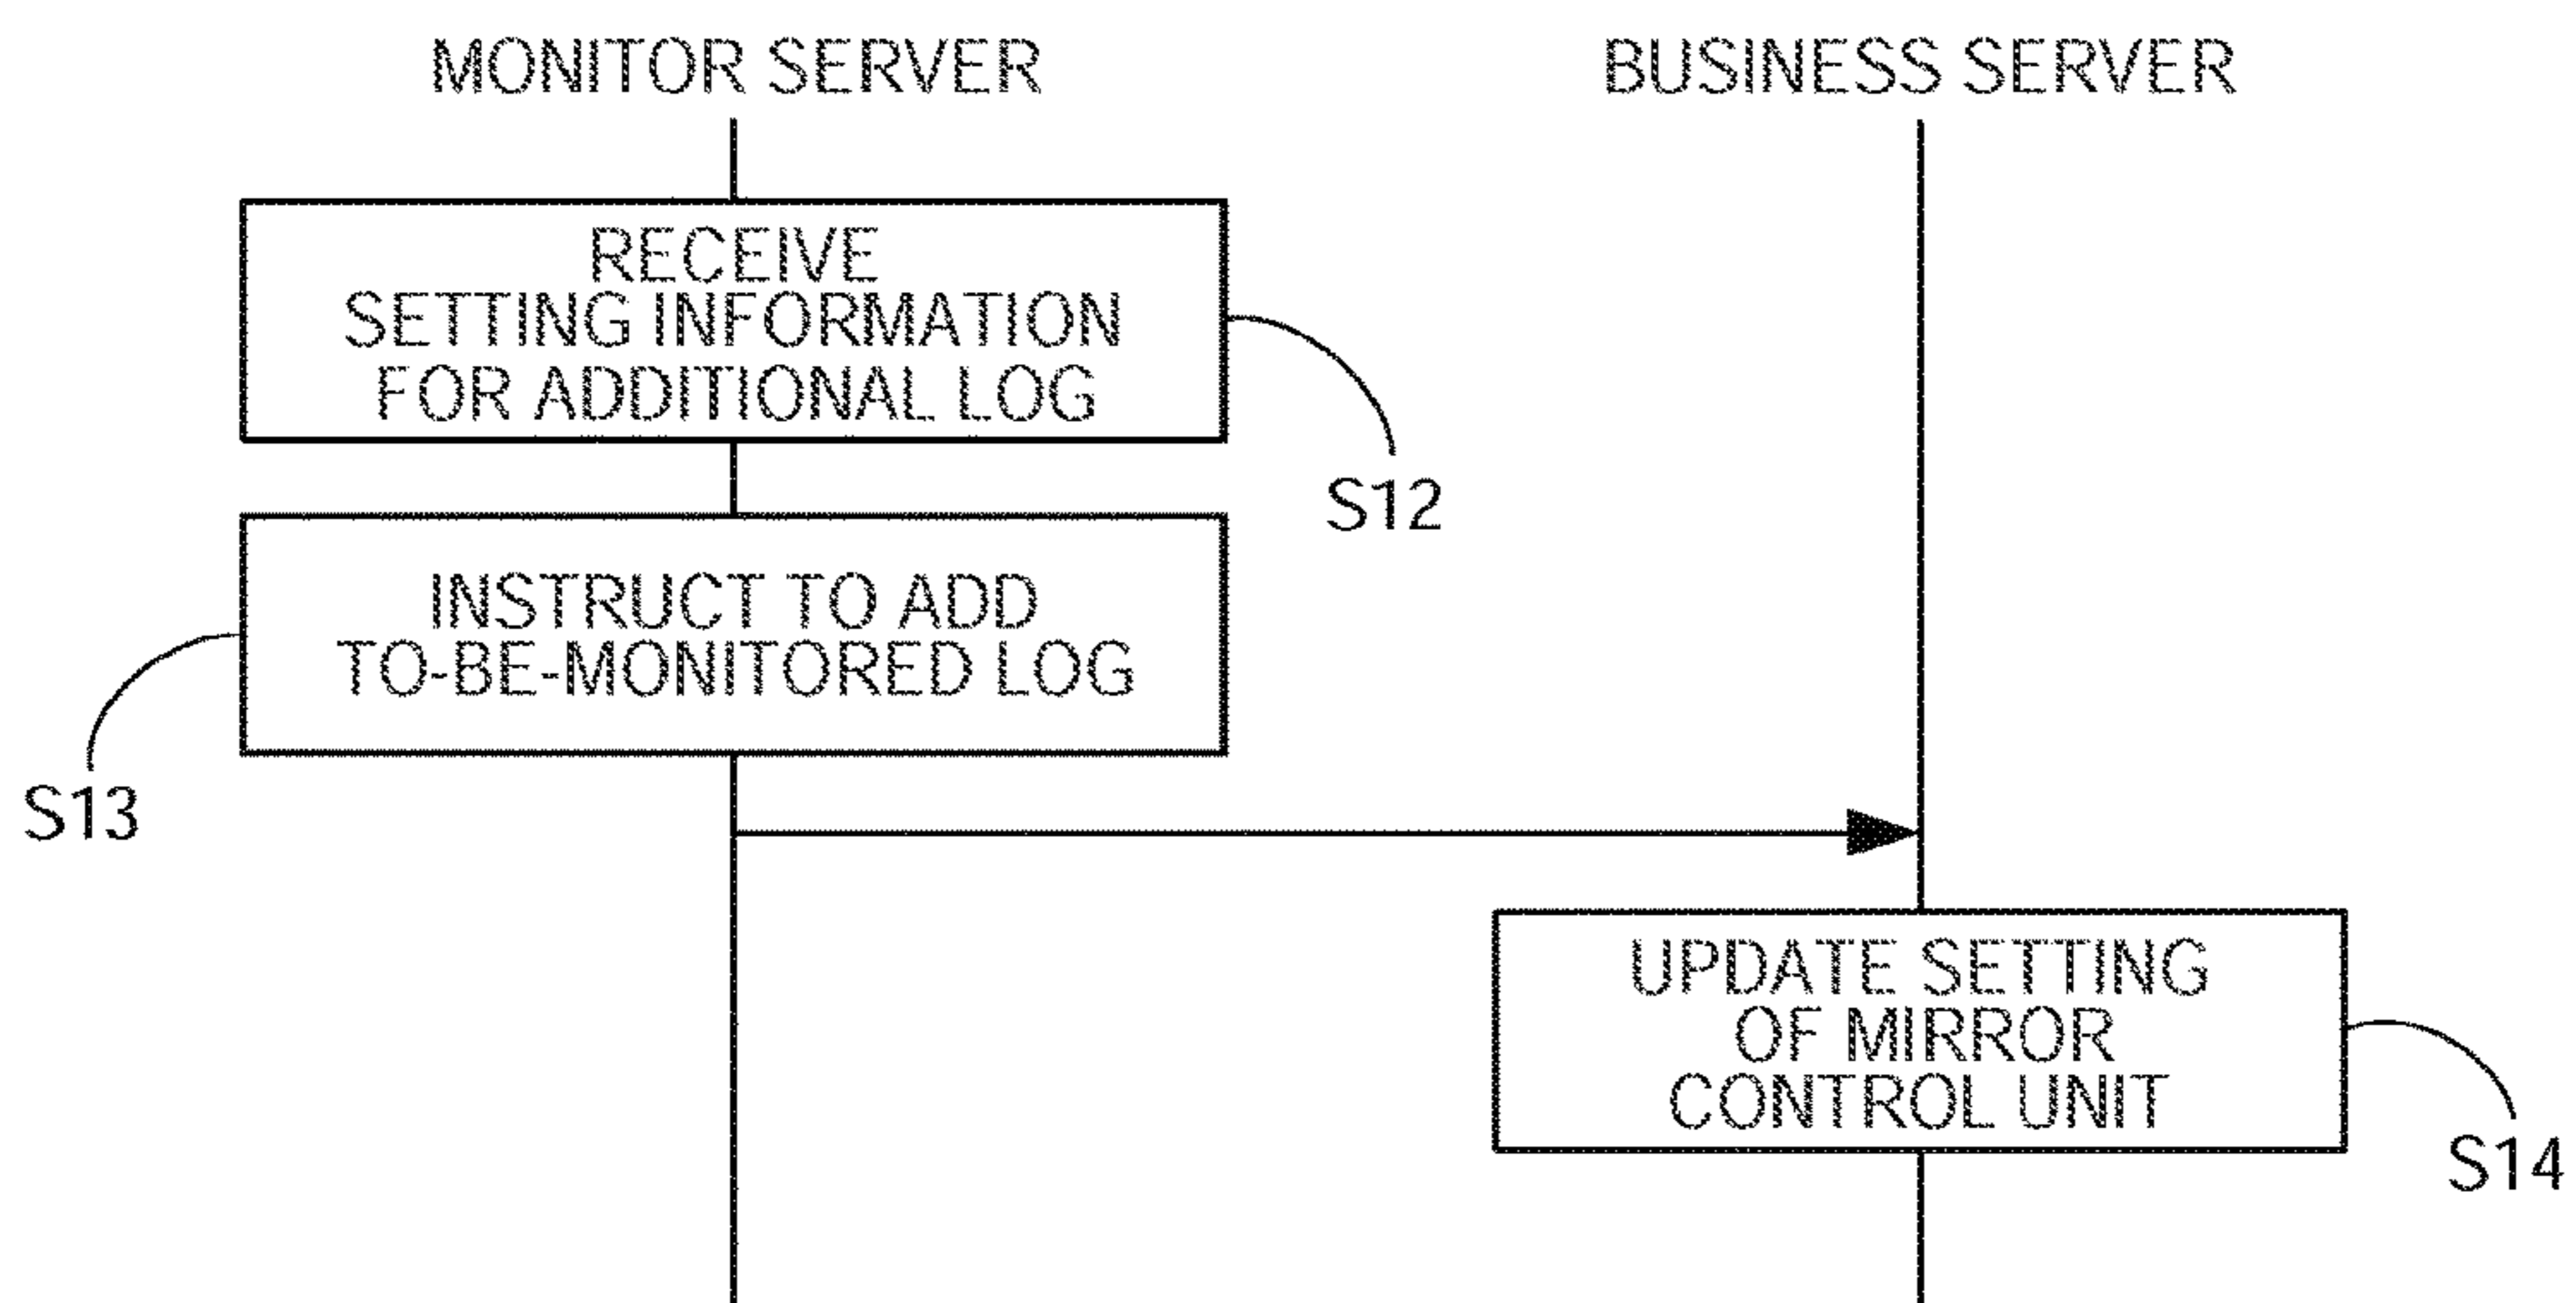 MONITOR SERVER
BUSINESS SERVER
RECEIVE
SETTING INFORMATION
FOR ADDITIONAL LOG
S12
INSTRUCT TO ADD
TO-BE-MONITORED LOG
S13
UPDATE SETTING
OF MIRROR
CONTROL UNIT
S14